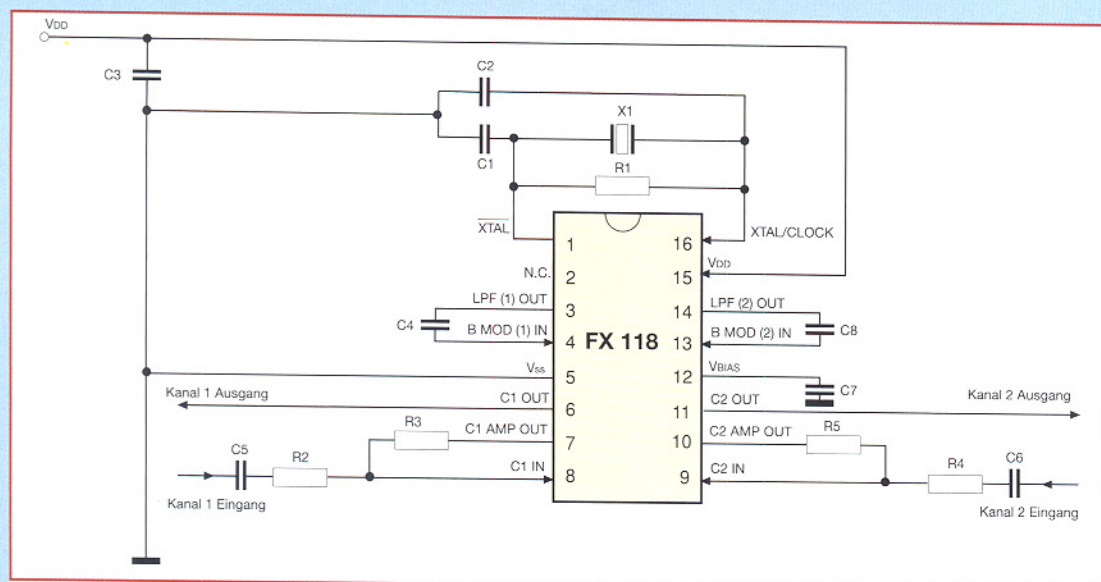 VDD
C3
C2
C1
X1
R1
XTAL
XTAL/CLOCK
1
16
N.C.
2
15
VDD
LPF (1) OUT
3
14
LPF (2) OUT
C4
B MOD (1) IN
4
FX 118
13
B MOD (2) IN
C8
Vss
5
12
VBIAS
C7
Kanal 1 Ausgang
C1 OUT
6
11
C2 OUT
Kanal 2 Ausgang
R3
C1 AMP OUT
7
10
C2 AMP OUT
R5
C5
R2
C1 IN
8
9
C2 IN
R4
C6
Kanal 1 Eingang
Kanal 2 Eingang